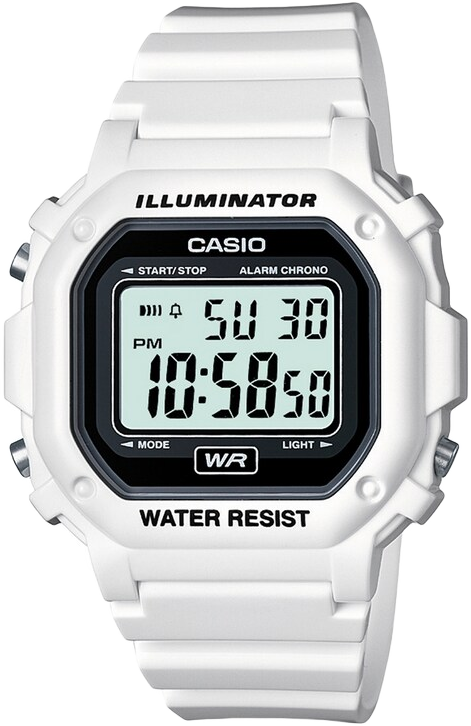 ILLUMINATOR
CASIO
◄ START/STOP ALARM CHRONO
SU 30
PM
10:58 50
◄ MODE LIGHT ►
WR
WATER RESIST